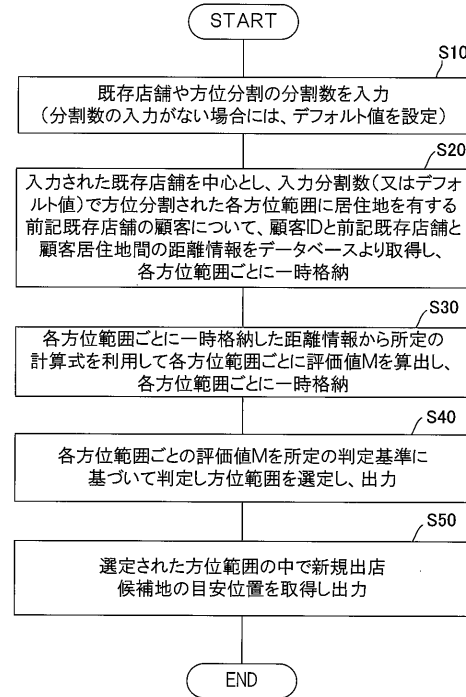 START
S10
既存店舗や方位分割の分割数を入力
(分割数の入力がない場合には、デフォルト値を設定)
S20
入力された既存店舗を中心とし、入力分割数(又はデフォ
ルト値)で方位分割された各方位範囲に居住地を有する
前記既存店舗の顧客について、顧客IDと前記既存店舗と
顧客居住地間の距離情報をデータベースより取得し、
各方位範囲ごとに一時格納
S30
各方位範囲ごとに一時格納した距離情報から所定の
計算式を利用して各方位範囲ごとに評価値Mを算出し、
各方位範囲ごとに一時格納
S40
各方位範囲ごとの評価値Mを所定の判定基準に
基づいて判定し方位範囲を選定し、出力
S50
選定された方位範囲の中で新規出店
候補地の目安位置を取得し出力
END